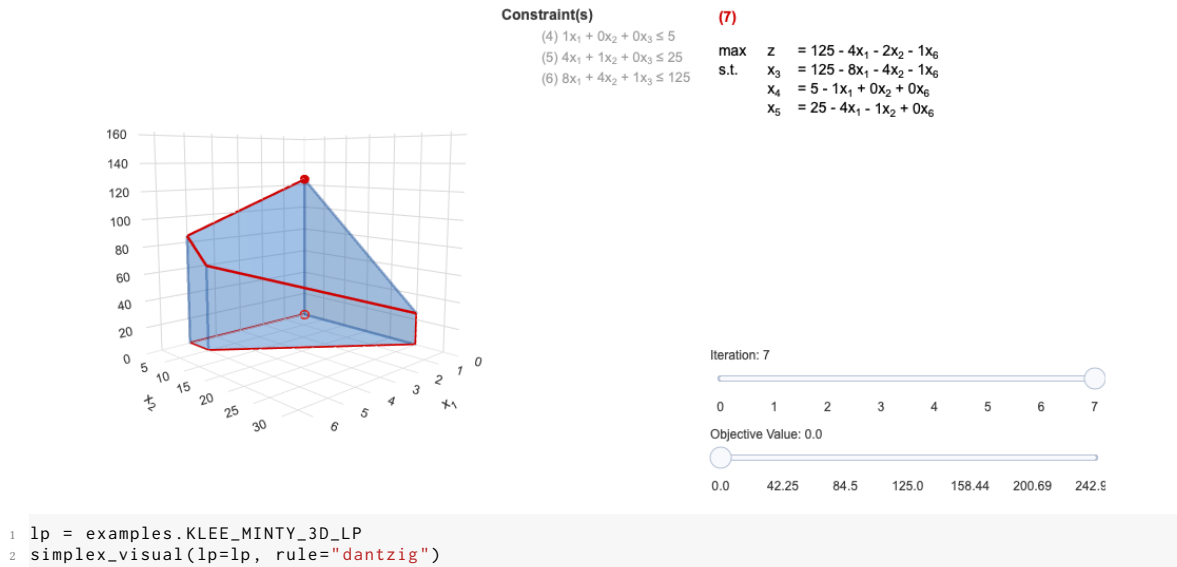 Constraint(s)
(4) 1x₁ + 0x₂ + 0x₃ ≤ 5
(5) 4x₁ + 1x₂ + 0x₃ ≤ 25
(6) 8x₁ + 4x₂ + 1x₃ ≤ 125
(7)
max z = 125 - 4x₁ - 2x₂ - 1x₆
s.t. x₃ = 125 - 8x₁ - 4x₂ - 1x₆
x₄ = 5 - 1x₁ + 0x₂ + 0x₆
x₅ = 25 - 4x₁ - 1x₂ + 0x₆
160
140
120
100
80
60
40
20
0
5
10
15
20
25
30
x₂
6
5
4
3
2
1
0
x₁
Iteration: 7
0 1 2 3 4 5 6 7
Objective Value: 0.0
0.0 42.25 84.5 125.0 158.44 200.69 242.9
1 lp = examples.KLEE_MINTY_3D_LP
2 simplex_visual(lp=lp, rule="dantzig")